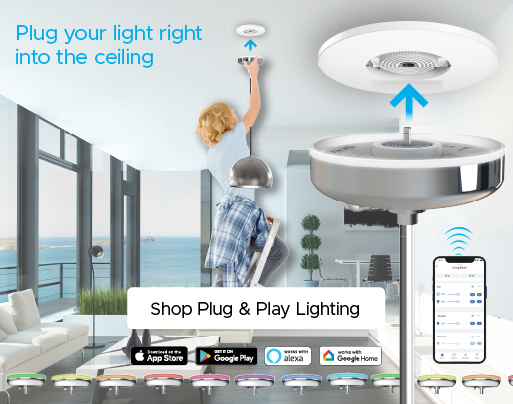 Plug your light right
into the ceiling
Shop Plug & Play Lighting
Download on the
App Store
GET IT ON
Google Play
WORKS WITH
alexa
works with
Google Home